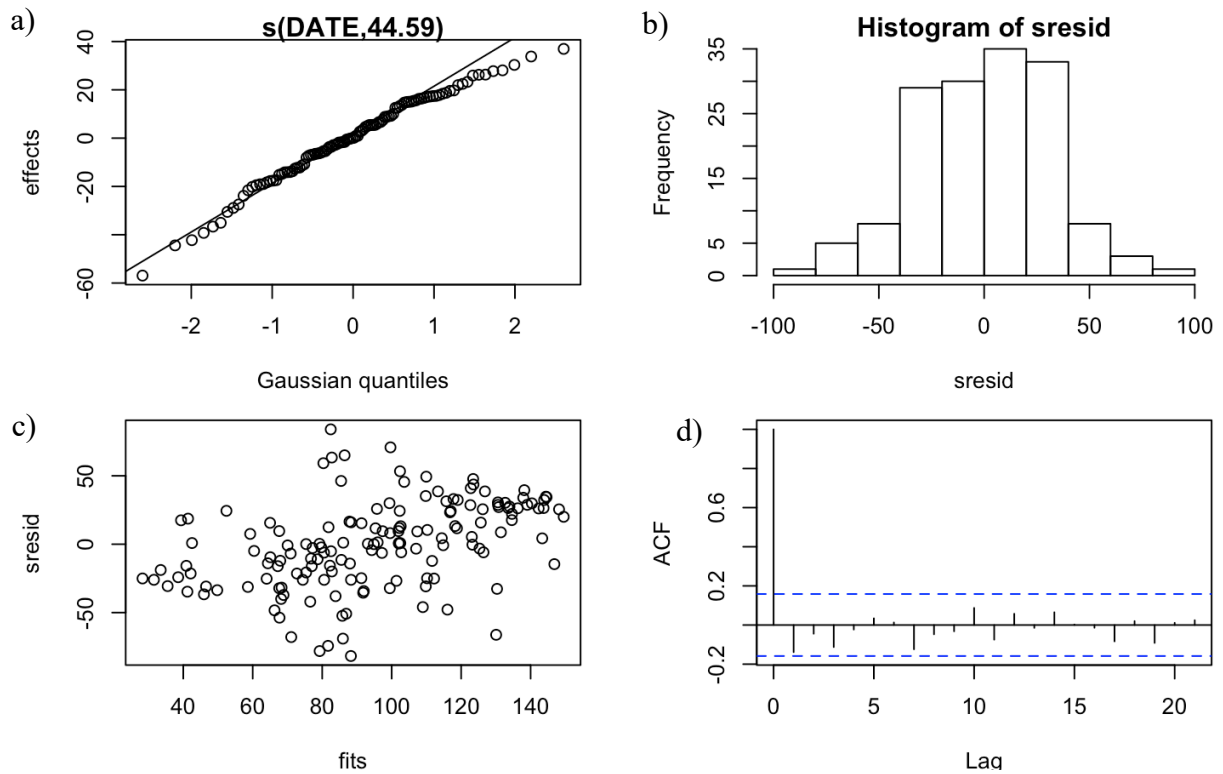 a)
s(DATE,44.59)
effects
40
20
0
-20
-60
-2
-1
0
1
2
Gaussian quantiles
b)
Histogram of sresid
Frequency
35
25
15
5
0
-100
-50
0
50
100
sresid
c)
sresid
50
0
-50
40
60
80
100
120
140
fits
d)
ACF
0.6
0.2
-0.2
0
5
10
15
20
Lag